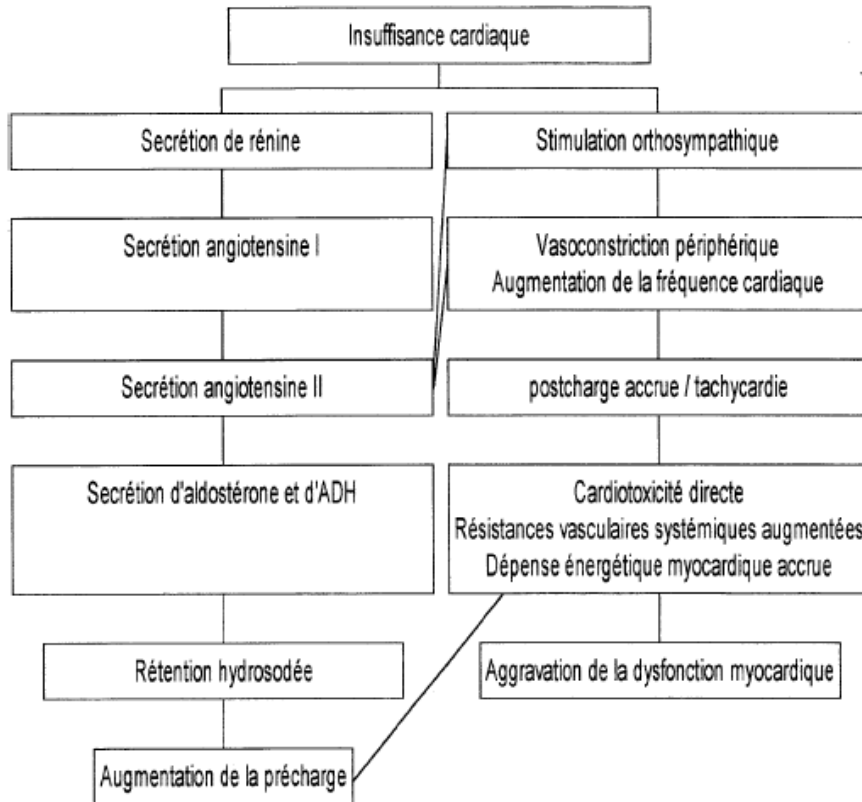 Insuffisance cardiaque
Secrétion de rénine
Stimulation orthosympathique
Secrétion angiotensine I
Vasoconstriction périphérique
Augmentation de la fréquence cardiaque
Secrétion angiotensine II
postcharge accrue / tachycardie
Secrétion d'aldostérone et d'ADH
Cardiotoxicité directe
Résistances vasculaires systémiques augmentées
Dépense énergétique myocardique accrue
Rétention hydrosodée
Aggravation de la dysfonction myocardique
Augmentation de la précharge